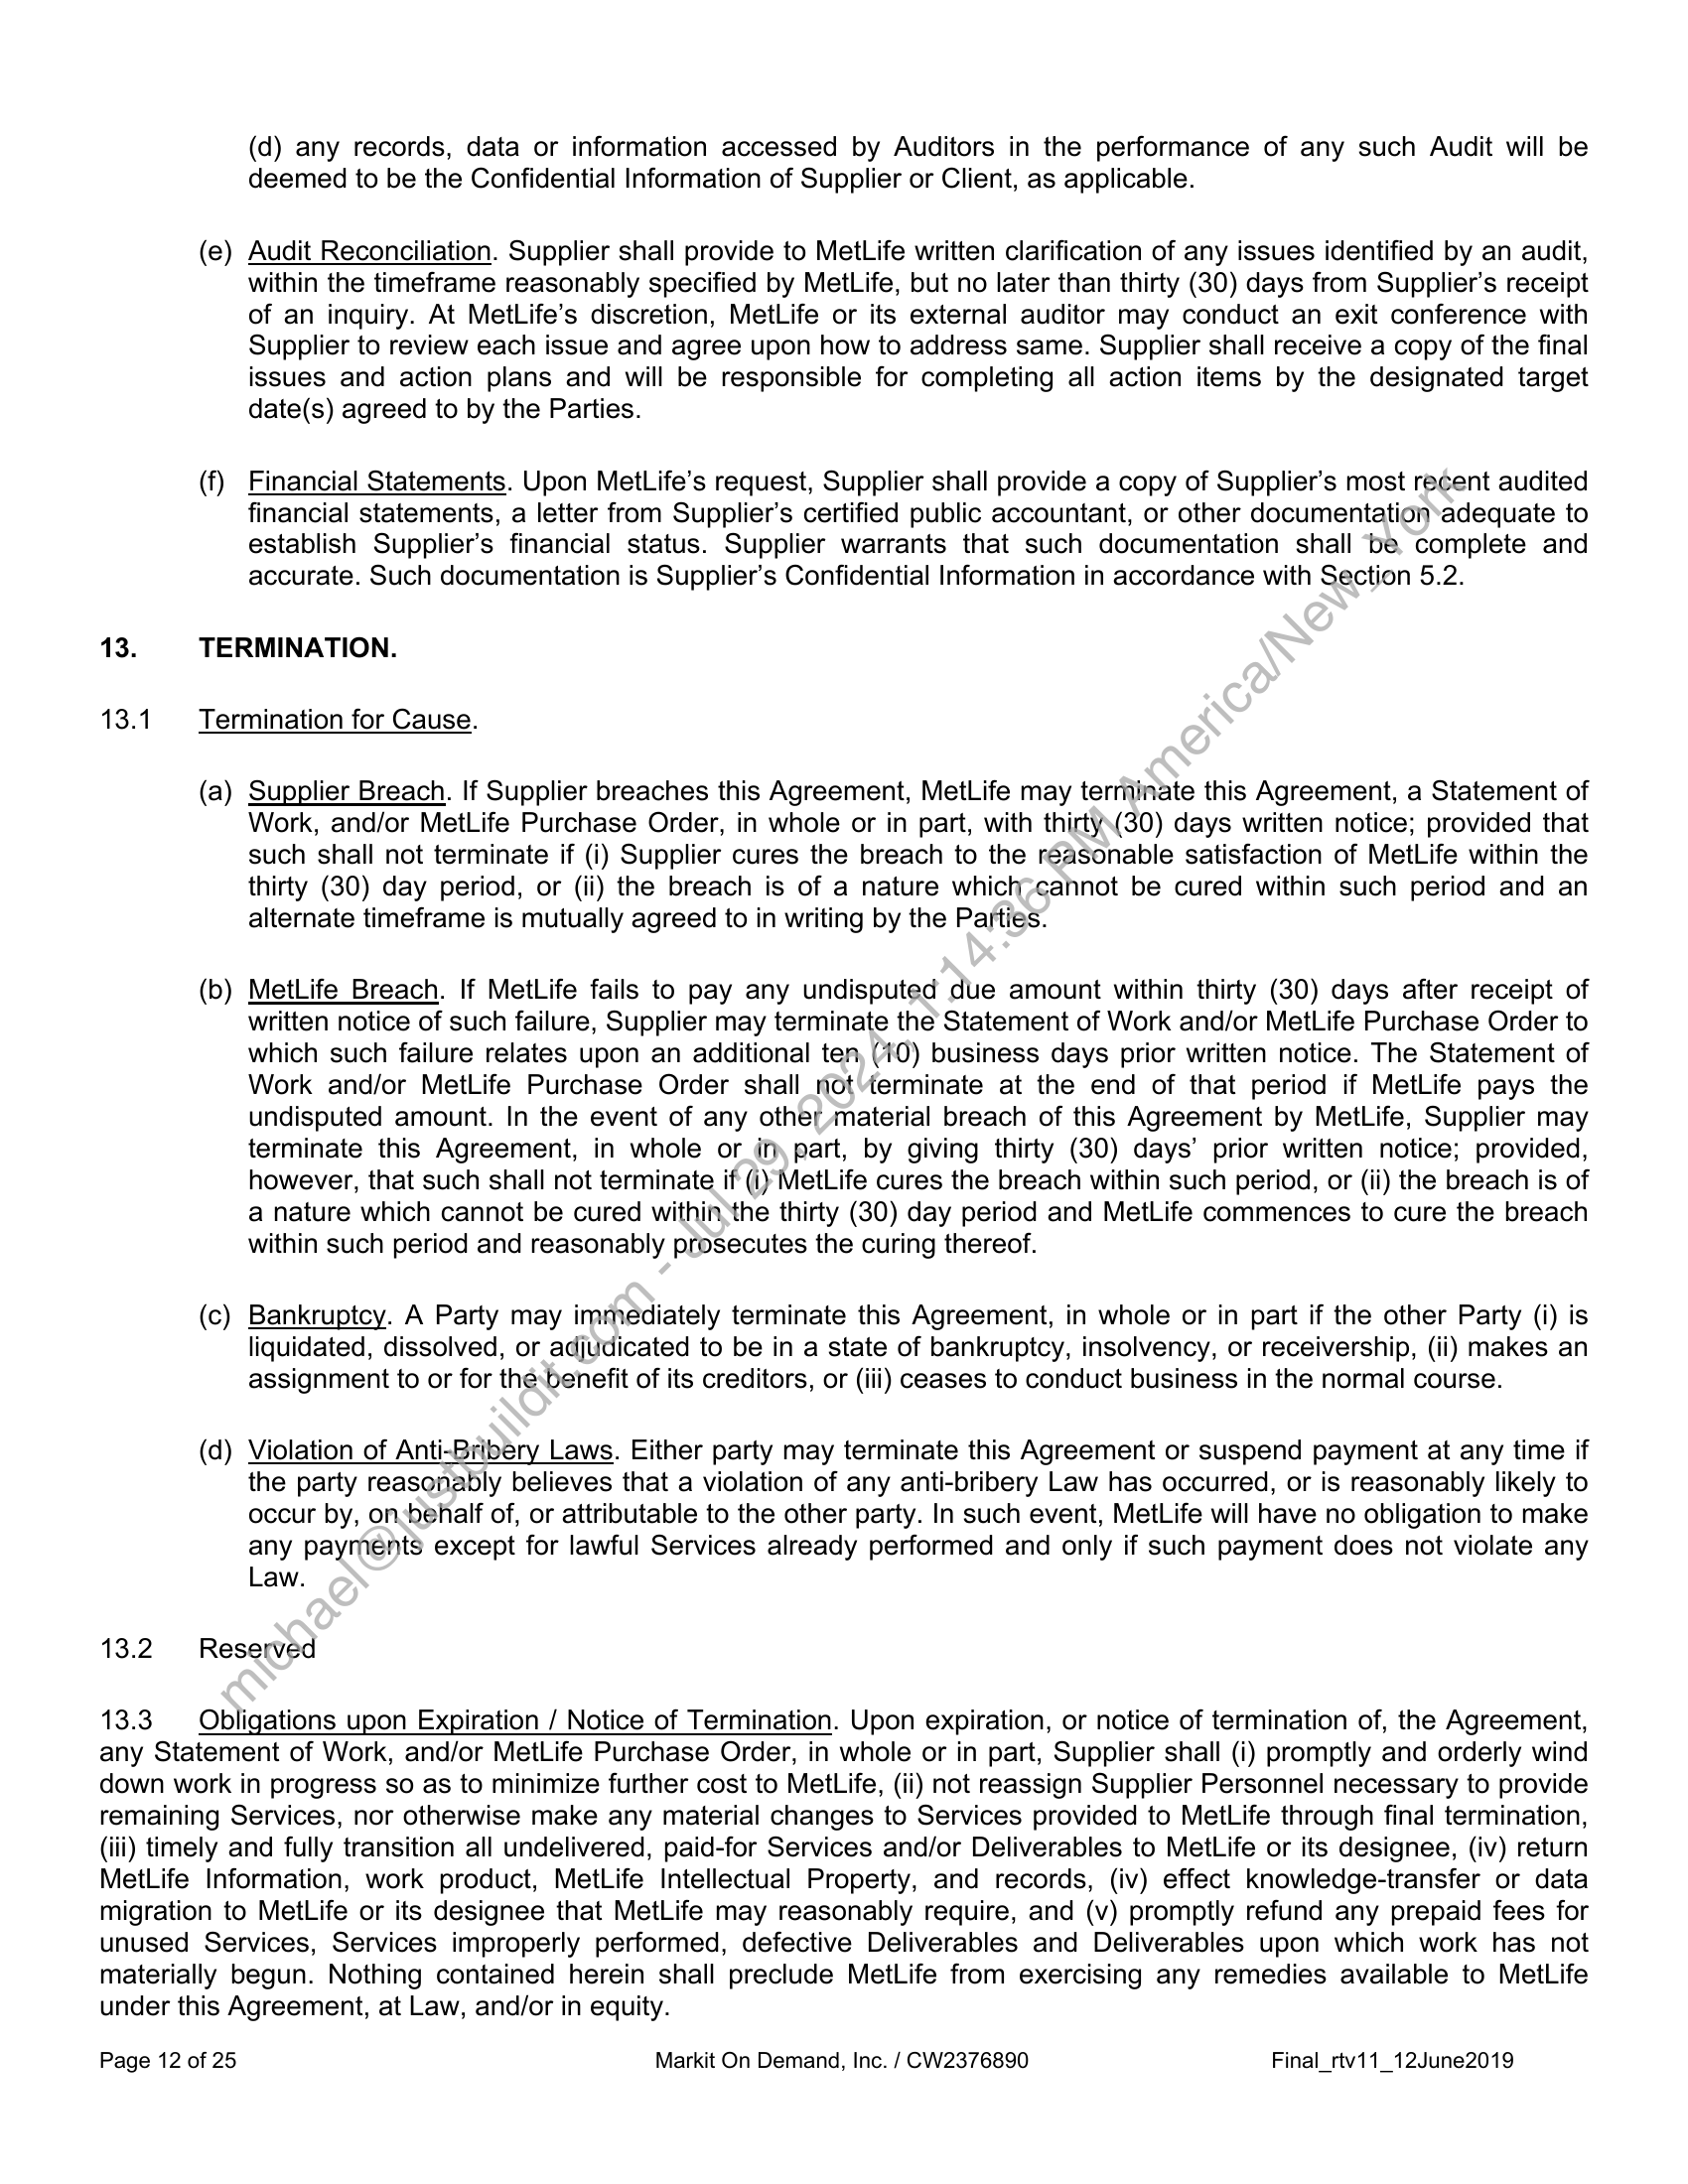 (d) any records, data or information accessed by Auditors in the performance of any such Audit will be
deemed to be the Confidential Information of Supplier or Client, as applicable.
(e) Audit Reconciliation. Supplier shall provide to MetLife written clarification of any issues identified by an audit,
within the timeframe reasonably specified by MetLife, but no later than thirty (30) days from Supplier’s receipt
of an inquiry. At MetLife’s discretion, MetLife or its external auditor may conduct an exit conference with
Supplier to review each issue and agree upon how to address same. Supplier shall receive a copy of the final
issues and action plans and will be responsible for completing all action items by the designated target
date(s) agreed to by the Parties.
(f) Financial Statements. Upon MetLife’s request, Supplier shall provide a copy of Supplier’s most recent audited
financial statements, a letter from Supplier’s certified public accountant, or other documentation adequate to
establish Supplier’s financial status. Supplier warrants that such documentation shall be complete and
accurate. Such documentation is Supplier’s Confidential Information in accordance with Section 5.2.
13. TERMINATION.
13.1 Termination for Cause.
(a) Supplier Breach. If Supplier breaches this Agreement, MetLife may terminate this Agreement, a Statement of
Work, and/or MetLife Purchase Order, in whole or in part, with thirty (30) days written notice; provided that
such shall not terminate if (i) Supplier cures the breach to the reasonable satisfaction of MetLife within the
thirty (30) day period, or (ii) the breach is of a nature which cannot be cured within such period and an
alternate timeframe is mutually agreed to in writing by the Parties.
(b) MetLife Breach. If MetLife fails to pay any undisputed due amount within thirty (30) days after receipt of
written notice of such failure, Supplier may terminate the Statement of Work and/or MetLife Purchase Order to
which such failure relates upon an additional ten (10) business days prior written notice. The Statement of
Work and/or MetLife Purchase Order shall not terminate at the end of that period if MetLife pays the
undisputed amount. In the event of any other material breach of this Agreement by MetLife, Supplier may
terminate this Agreement, in whole or in part, by giving thirty (30) days’ prior written notice; provided,
however, that such shall not terminate if (i) MetLife cures the breach within such period, or (ii) the breach is of
a nature which cannot be cured within the thirty (30) day period and MetLife commences to cure the breach
within such period and reasonably prosecutes the curing thereof.
(c) Bankruptcy. A Party may immediately terminate this Agreement, in whole or in part if the other Party (i) is
liquidated, dissolved, or adjudicated to be in a state of bankruptcy, insolvency, or receivership, (ii) makes an
assignment to or for the benefit of its creditors, or (iii) ceases to conduct business in the normal course.
(d) Violation of Anti-Bribery Laws. Either party may terminate this Agreement or suspend payment at any time if
the party reasonably believes that a violation of any anti-bribery Law has occurred, or is reasonably likely to
occur by, on behalf of, or attributable to the other party. In such event, MetLife will have no obligation to make
any payments except for lawful Services already performed and only if such payment does not violate any
Law.
13.2 Reserved
13.3 Obligations upon Expiration / Notice of Termination. Upon expiration, or notice of termination of, the Agreement,
any Statement of Work, and/or MetLife Purchase Order, in whole or in part, Supplier shall (i) promptly and orderly wind
down work in progress so as to minimize further cost to MetLife, (ii) not reassign Supplier Personnel necessary to provide
remaining Services, nor otherwise make any material changes to Services provided to MetLife through final termination,
(iii) timely and fully transition all undelivered, paid-for Services and/or Deliverables to MetLife or its designee, (iv) return
MetLife Information, work product, MetLife Intellectual Property, and records, (iv) effect knowledge-transfer or data
migration to MetLife or its designee that MetLife may reasonably require, and (v) promptly refund any prepaid fees for
unused Services, Services improperly performed, defective Deliverables and Deliverables upon which work has not
materially begun. Nothing contained herein shall preclude MetLife from exercising any remedies available to MetLife
under this Agreement, at Law, and/or in equity.
Page 12 of 25 Markit On Demand, Inc. / CW2376890 Final_rtv11_12June2019
michael@justbuildit.com - Jul 29, 2024, 1:14:36 PM America/New_York